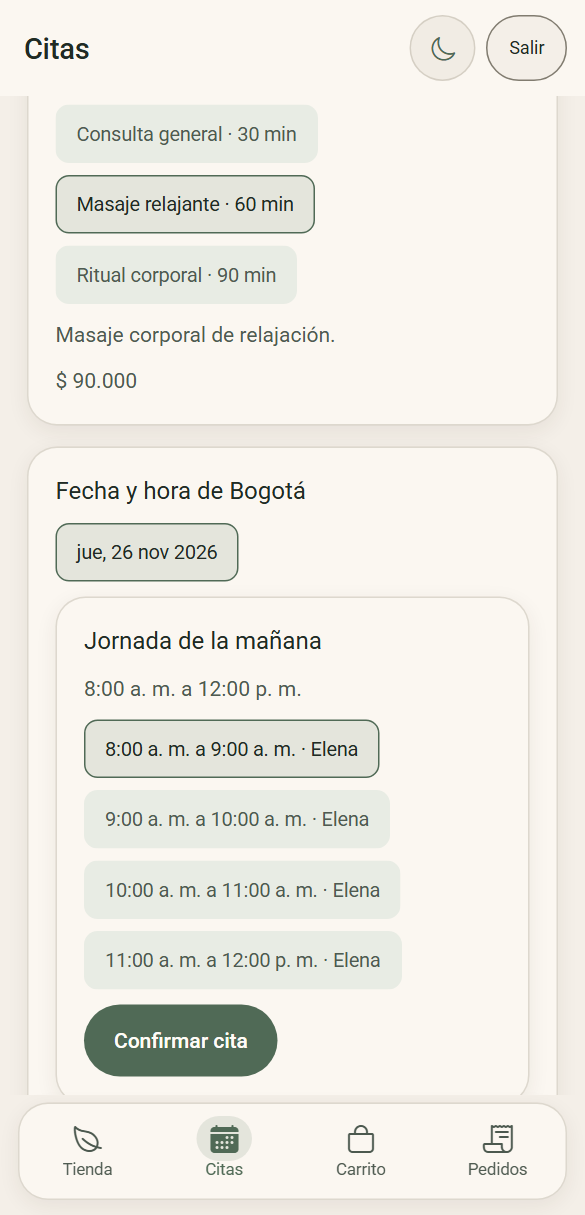 Citas
Salir
Consulta general · 30 min
Masaje relajante · 60 min
Ritual corporal · 90 min
Masaje corporal de relajación.
$ 90.000
Fecha y hora de Bogotá
jue, 26 nov 2026
Jornada de la mañana
8:00 a. m. a 12:00 p. m.
8:00 a. m. a 9:00 a. m. · Elena
9:00 a. m. a 10:00 a. m. · Elena
10:00 a. m. a 11:00 a. m. · Elena
11:00 a. m. a 12:00 p. m. · Elena
Confirmar cita
Tienda
Citas
Carrito
Pedidos